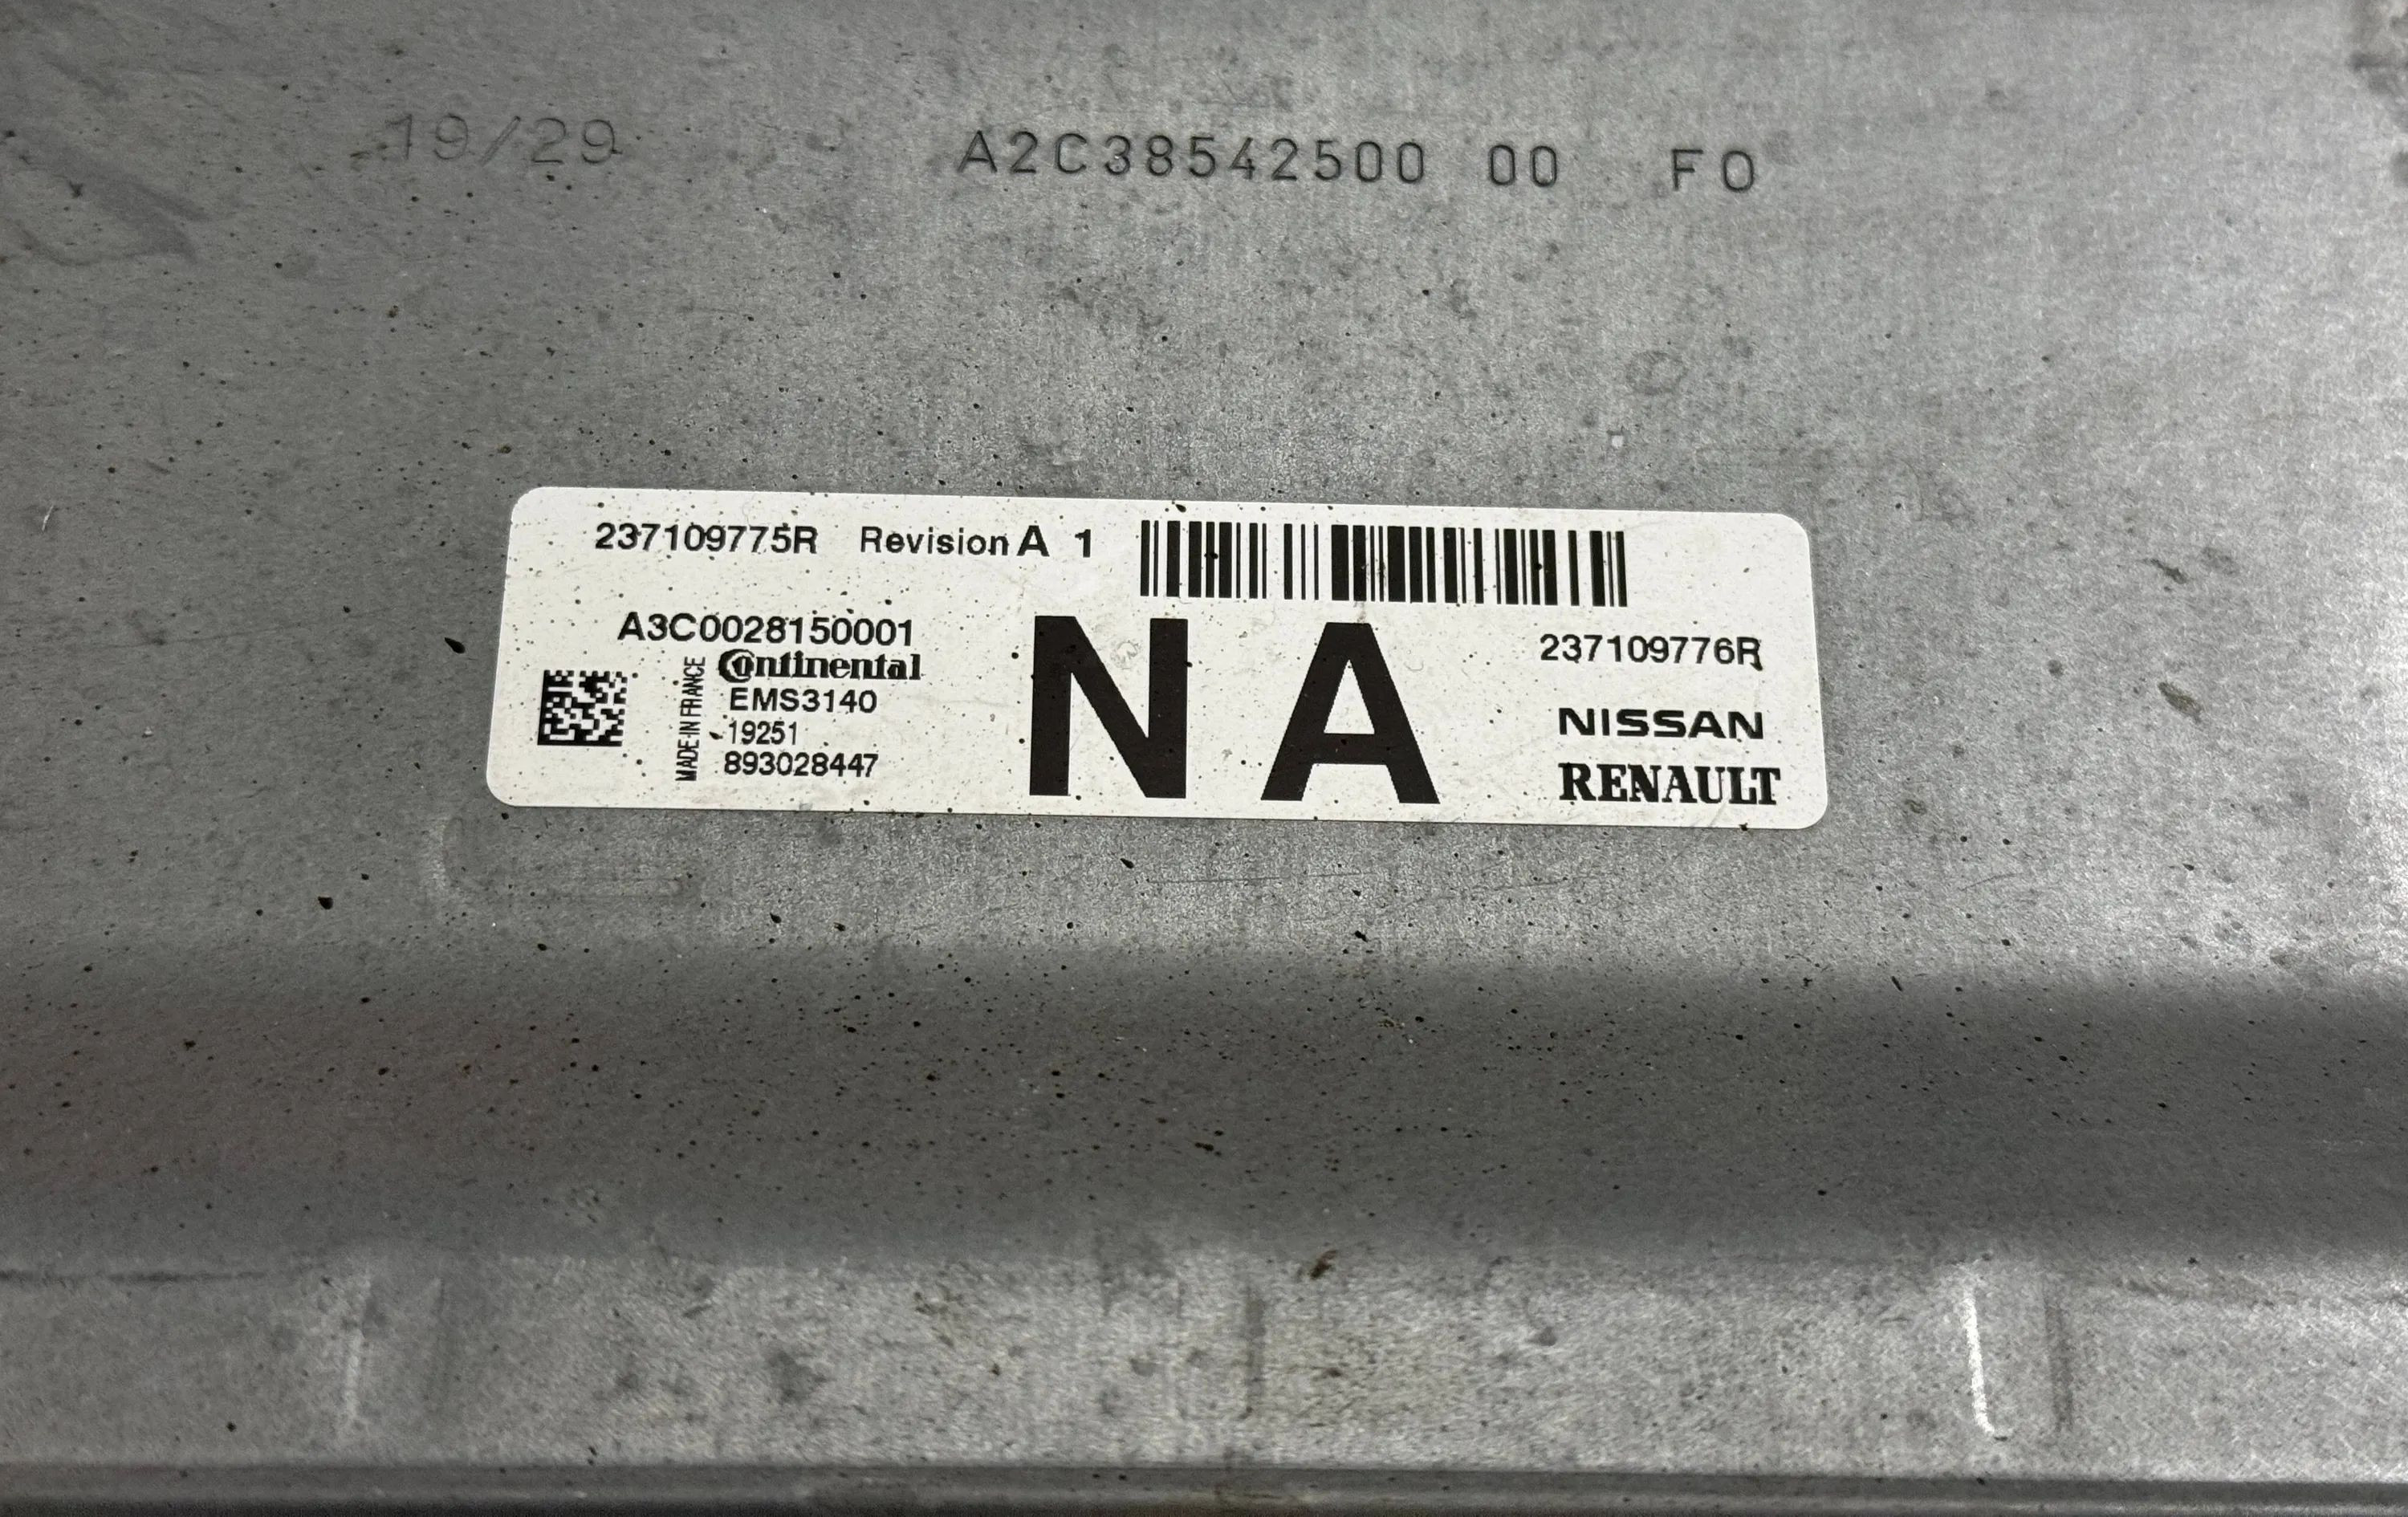 19/29 A2C38542500 00 F0
237109775R Revision A 1
A3C0028150001
Continental
EMS3140
19251
893028447
MADE IN FRANCE
NA
237109776R
NISSAN
RENAULT